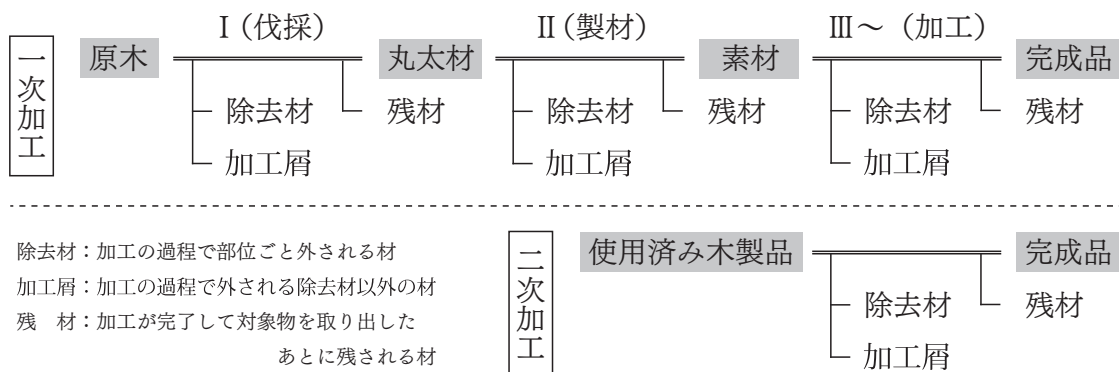 一次加工
Ⅰ（伐採） Ⅱ（製材） Ⅲ～（加工）
原木 丸太材 素材 完成品
除去材 残材 除去材 残材 除去材 残材
加工屑 加工屑 加工屑
除去材：加工の過程で部位ごと外される材
加工屑：加工の過程で外される除去材以外の材
残　材：加工が完了して対象物を取り出した
あとに残される材
二次加工
使用済み木製品 完成品
除去材 残材
加工屑